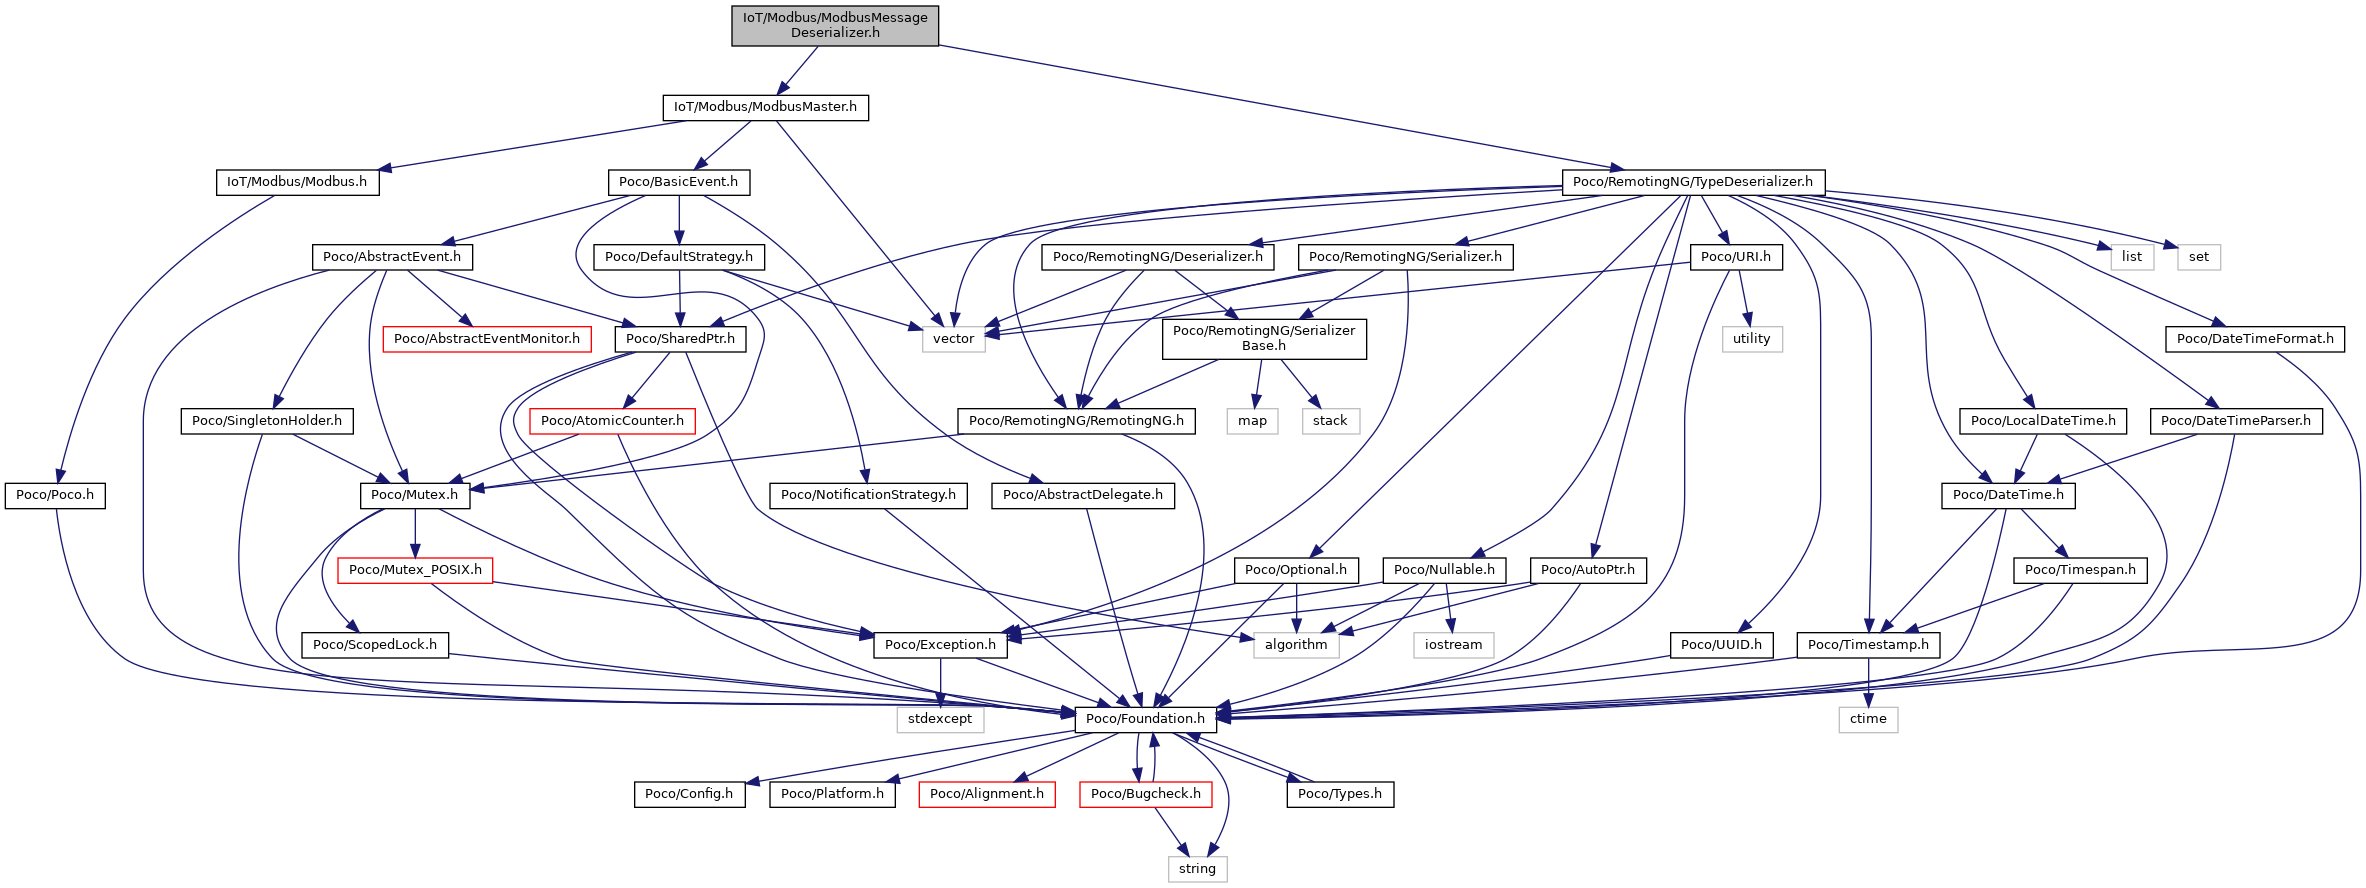 IoT/Modbus/ModbusMessage
Deserializer.h
IoT/Modbus/ModbusMaster.h
IoT/Modbus/Modbus.h
Poco/BasicEvent.h
Poco/RemotingNG/TypeDeserializer.h
Poco/AbstractEvent.h
Poco/DefaultStrategy.h
Poco/RemotingNG/Deserializer.h
Poco/RemotingNG/Serializer.h
Poco/URI.h
list
set
Poco/AbstractEventMonitor.h
Poco/SharedPtr.h
vector
Poco/RemotingNG/Serializer
Base.h
utility
Poco/DateTimeFormat.h
Poco/SingletonHolder.h
Poco/AtomicCounter.h
Poco/RemotingNG/RemotingNG.h
map
stack
Poco/LocalDateTime.h
Poco/DateTimeParser.h
Poco/Poco.h
Poco/Mutex.h
Poco/NotificationStrategy.h
Poco/AbstractDelegate.h
Poco/DateTime.h
Poco/Mutex_POSIX.h
Poco/Optional.h
Poco/Nullable.h
Poco/AutoPtr.h
Poco/Timespan.h
Poco/ScopedLock.h
Poco/Exception.h
algorithm
iostream
Poco/UUID.h
Poco/Timestamp.h
stdexcept
Poco/Foundation.h
ctime
Poco/Config.h
Poco/Platform.h
Poco/Alignment.h
Poco/Bugcheck.h
Poco/Types.h
string